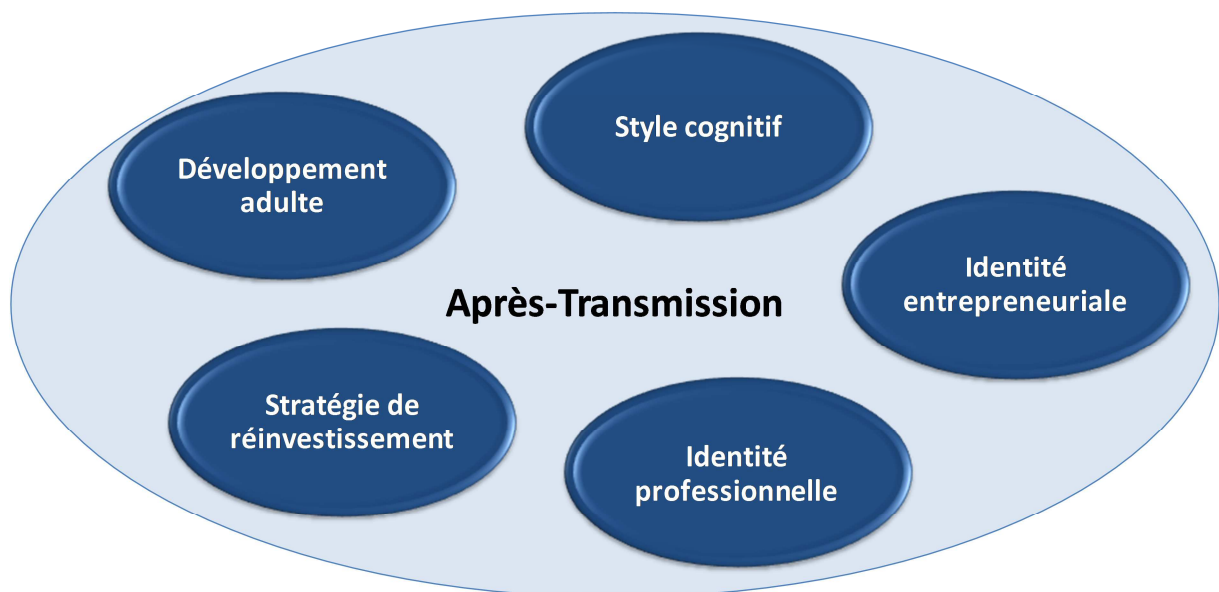 Style cognitif
Développement
adulte
Identité
entrepreneuriale
Après-Transmission
Stratégie de
réinvestissement
Identité
professionnelle